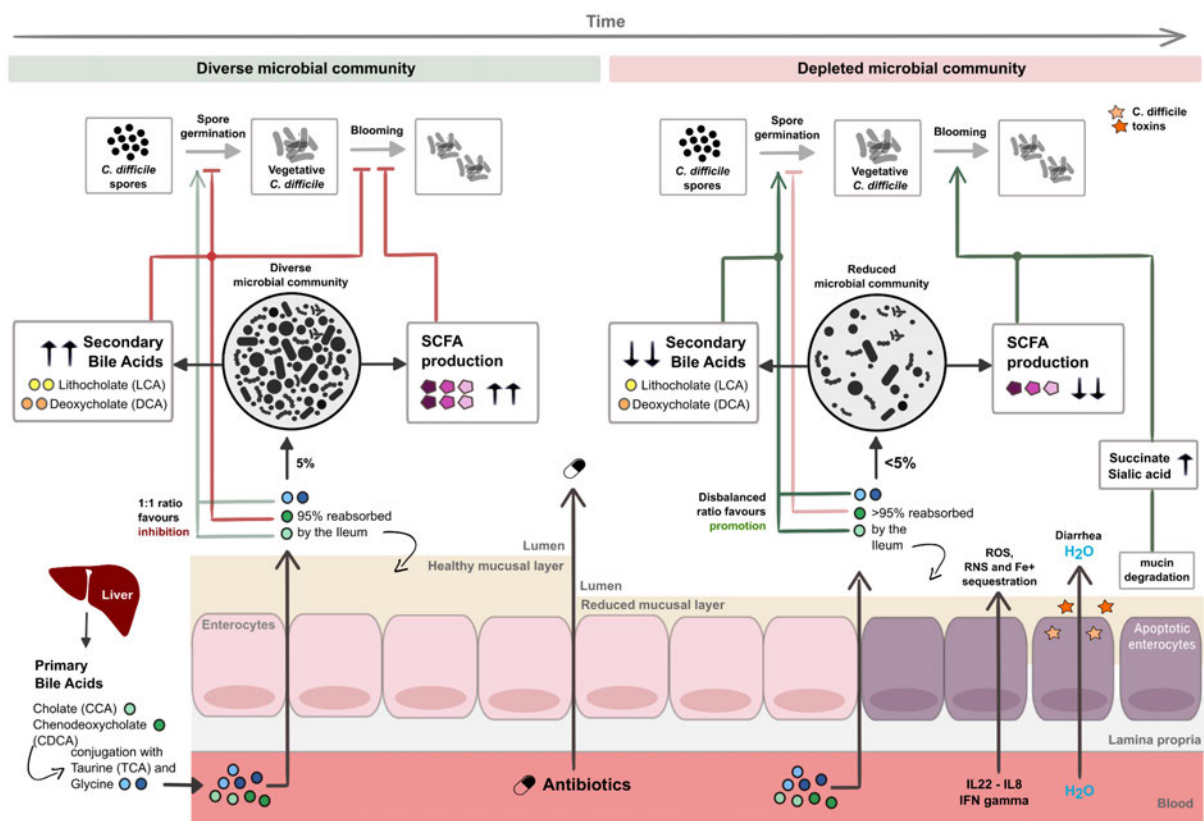 Time
Diverse microbial community
Depleted microbial community
Spore
germination
Blooming
C. difficile
spores
Vegetative
C. difficile
Spore
germination
Blooming
C. difficile
toxins
C. difficile
spores
Vegetative
C. difficile
Diverse
microbial community
Secondary
Bile Acids
Lithocholate (LCA)
Deoxycholate (DCA)
SCFA
production
Reduced
microbial community
Secondary
Bile Acids
Lithocholate (LCA)
Deoxycholate (DCA)
SCFA
production
5%
1:1 ratio
favours
inhibition
95% reabsorbed
by the Ileum
<5%
Disbalanced
ratio favours
promotion
>95% reabsorbed
by the
Ileum
Succinate
Sialic acid
Lumen
Healthy mucosal layer
Lumen
Reduced mucosal layer
ROS,
RNS and Fe+
sequestration
Diarrhea
H2O
mucin
degradation
Liver
Enterocytes
Apoptotic
enterocytes
Primary
Bile Acids
Cholate (CCA)
Chenodeoxycholate
(CDCA)
conjugation with
Taurine (TCA) and
Glycine
Lamina propria
Antibiotics
IL22 - IL8
IFN gamma
H2O
Blood